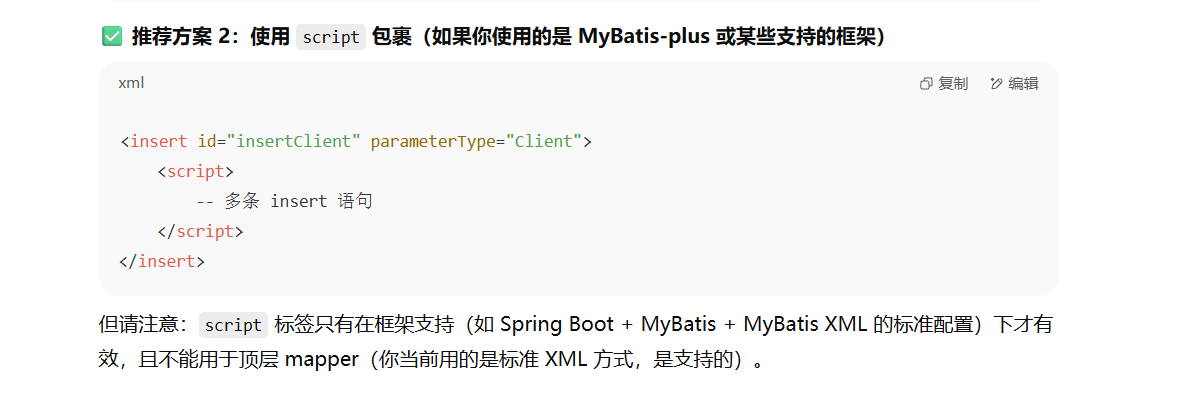 ✅ 推荐方案 2：使用 script 包裹（如果你使用的是 MyBatis-plus 或某些支持的框架）
xml 复制 编辑
<insert id="insertClient" parameterType="Client">
    <script>
        -- 多条 insert 语句
    </script>
</insert>
但请注意：script 标签只有在框架支持（如 Spring Boot + MyBatis + MyBatis XML 的标准配置）下才有
效，且不能用于顶层 mapper（你当前用的是标准 XML 方式，是支持的）。